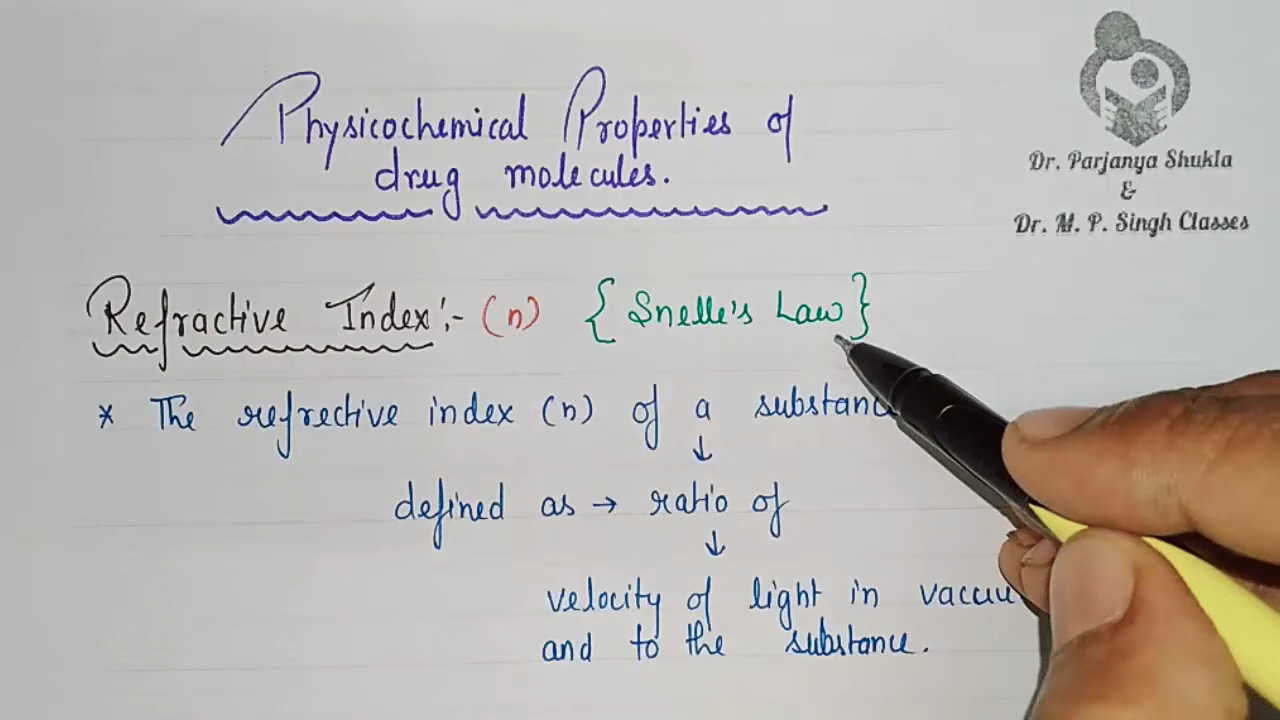 Physicochemical Properties of
drug molecules.
Dr. Parjanya Shukla
&
Dr. M. P. Singh Classes
Refractive Index :- (n) { Snelle's Law }
* The refrective index (n) of a
↓
defined as → ratio of
↓
velocity of light in
and to the substance.